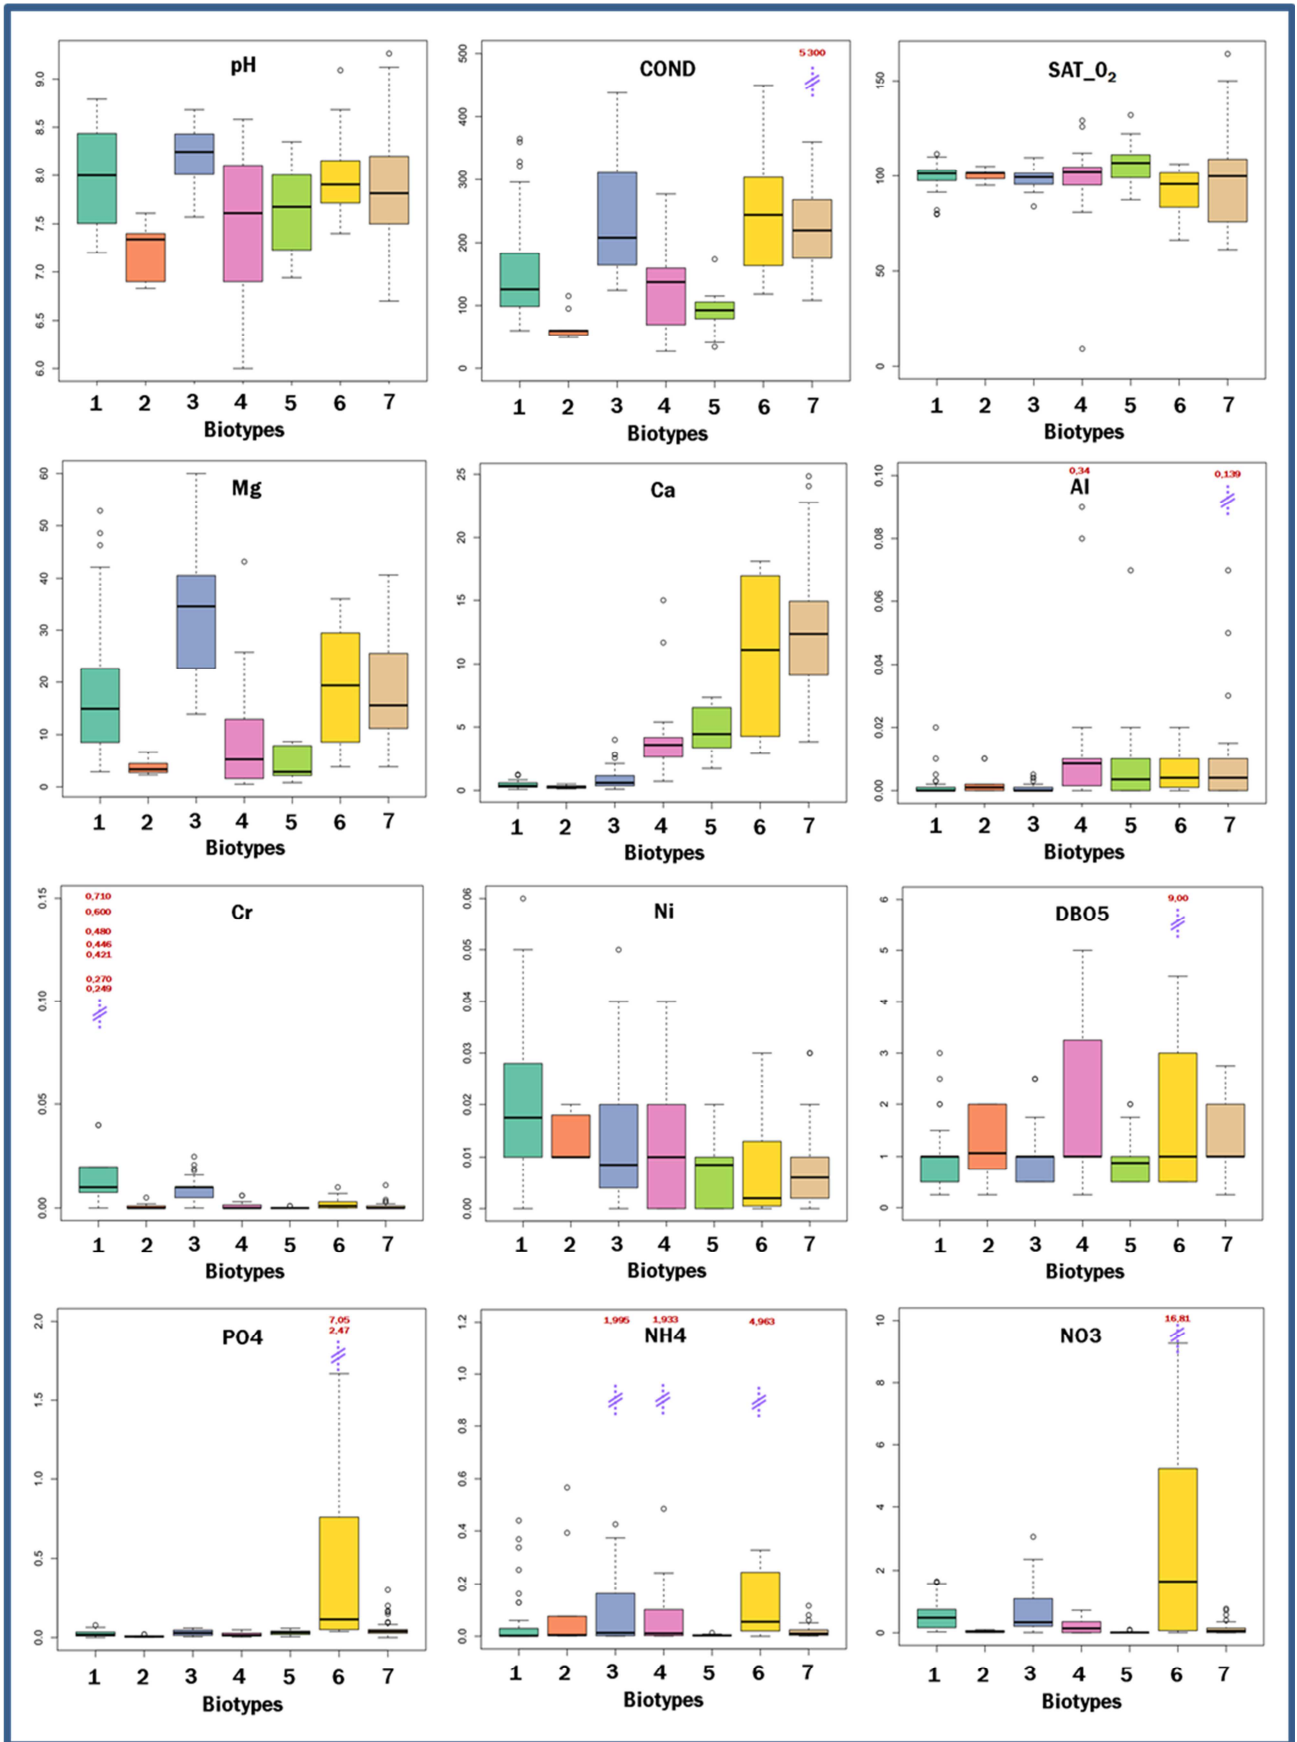 pH
9.0
8.5
8.0
7.5
7.0
6.5
6.0
1 2 3 4 5 6 7
Biotypes
COND
5 300
500
400
300
200
100
0
1 2 3 4 5 6 7
Biotypes
SAT_O₂
150
100
50
0
1 2 3 4 5 6 7
Biotypes
Mg
60
50
40
30
20
10
0
1 2 3 4 5 6 7
Biotypes
Ca
25
20
15
10
5
0
1 2 3 4 5 6 7
Biotypes
0,34
Al
0,139
0.10
0.08
0.06
0.04
0.02
0.00
1 2 3 4 5 6 7
Biotypes
Cr
0,710
0,600
0,480
0,446
0,421
0,270
0,249
0.15
0.10
0.05
0.00
1 2 3 4 5 6 7
Biotypes
Ni
0.06
0.05
0.04
0.03
0.02
0.01
0.00
1 2 3 4 5 6 7
Biotypes
DBO5
9,00
6
5
4
3
2
1
0
1 2 3 4 5 6 7
Biotypes
PO4
7,05
2,47
2.0
1.5
1.0
0.5
0.0
1 2 3 4 5 6 7
Biotypes
1,995 1,933 4,963
NH4
1.2
1.0
0.8
0.6
0.4
0.2
0.0
1 2 3 4 5 6 7
Biotypes
16,81
NO3
10
8
6
4
2
0
1 2 3 4 5 6 7
Biotypes